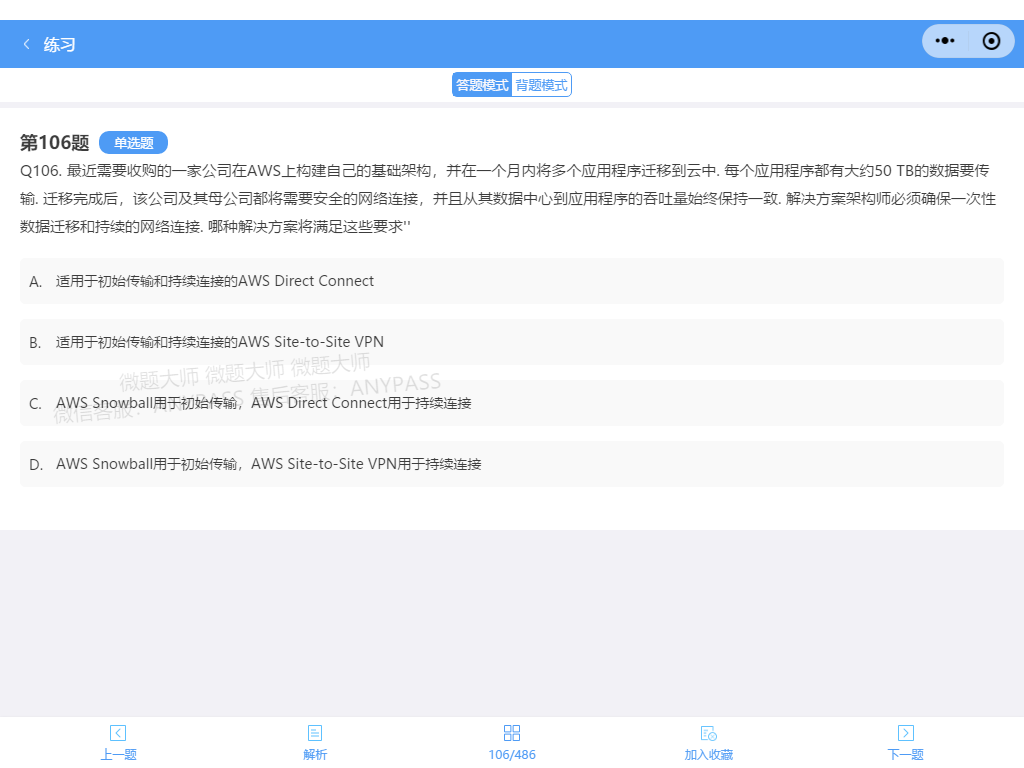 练习
答题模式 背题模式
第106题 单选题
Q106. 最近需要收购的一家公司在AWS上构建自己的基础架构，并在一个月内将多个应用程序迁移到云中. 每个应用程序都有大约50 TB的数据要传
输. 迁移完成后，该公司及其母公司都将需要安全的网络连接，并且从其数据中心到应用程序的吞吐量始终保持一致. 解决方案架构师必须确保一次性
数据迁移和持续的网络连接. 哪种解决方案将满足这些要求''
A. 适用于初始传输和持续连接的AWS Direct Connect
B. 适用于初始传输和持续连接的AWS Site-to-Site VPN
微题大师 微题大师 微题大师
微信客服：ANYPASS 售后客服：ANYPASS
C. AWS Snowball用于初始传输，AWS Direct Connect用于持续连接
D. AWS Snowball用于初始传输，AWS Site-to-Site VPN用于持续连接
上一题 解析 106/486 加入收藏 下一题